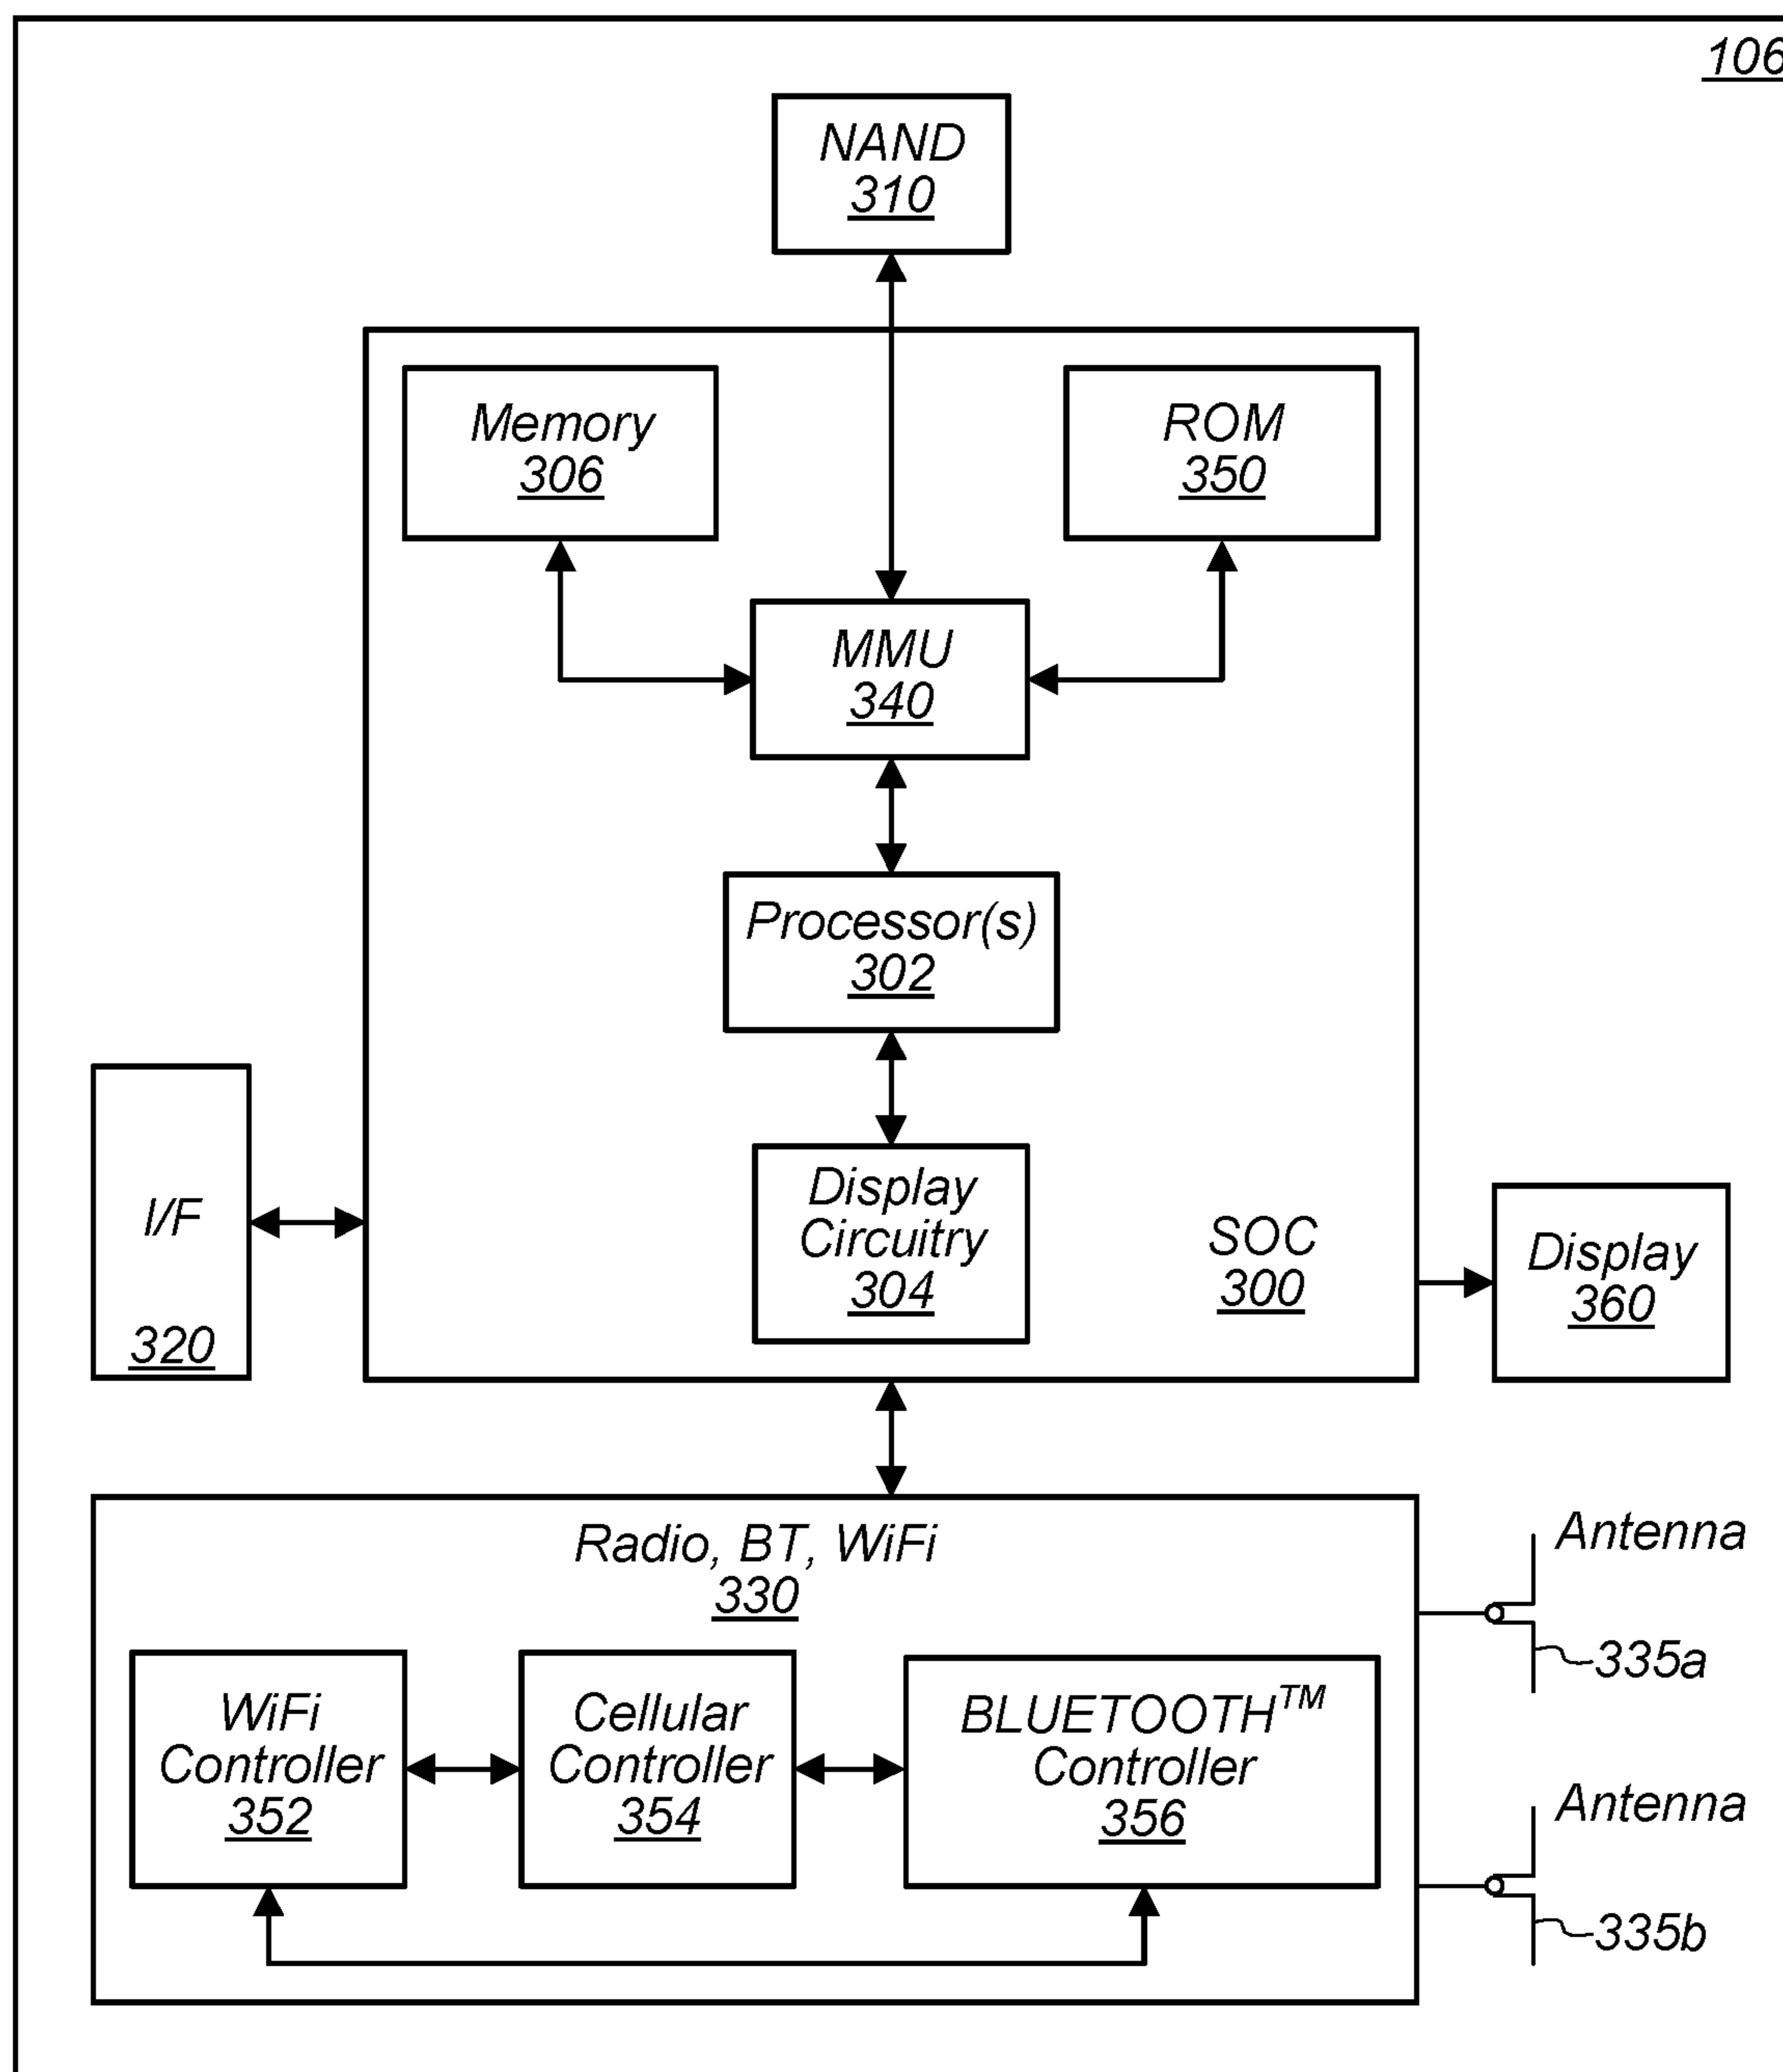 106
NAND
310
Memory
306
ROM
350
MMU
340
Processor(s)
302
I/F
320
Display
Circuitry
304
SOC
300
Display
360
Radio, BT, WiFi
330
WiFi
Controller
352
Cellular
Controller
354
BLUETOOTH™
Controller
356
Antenna
335a
Antenna
335b